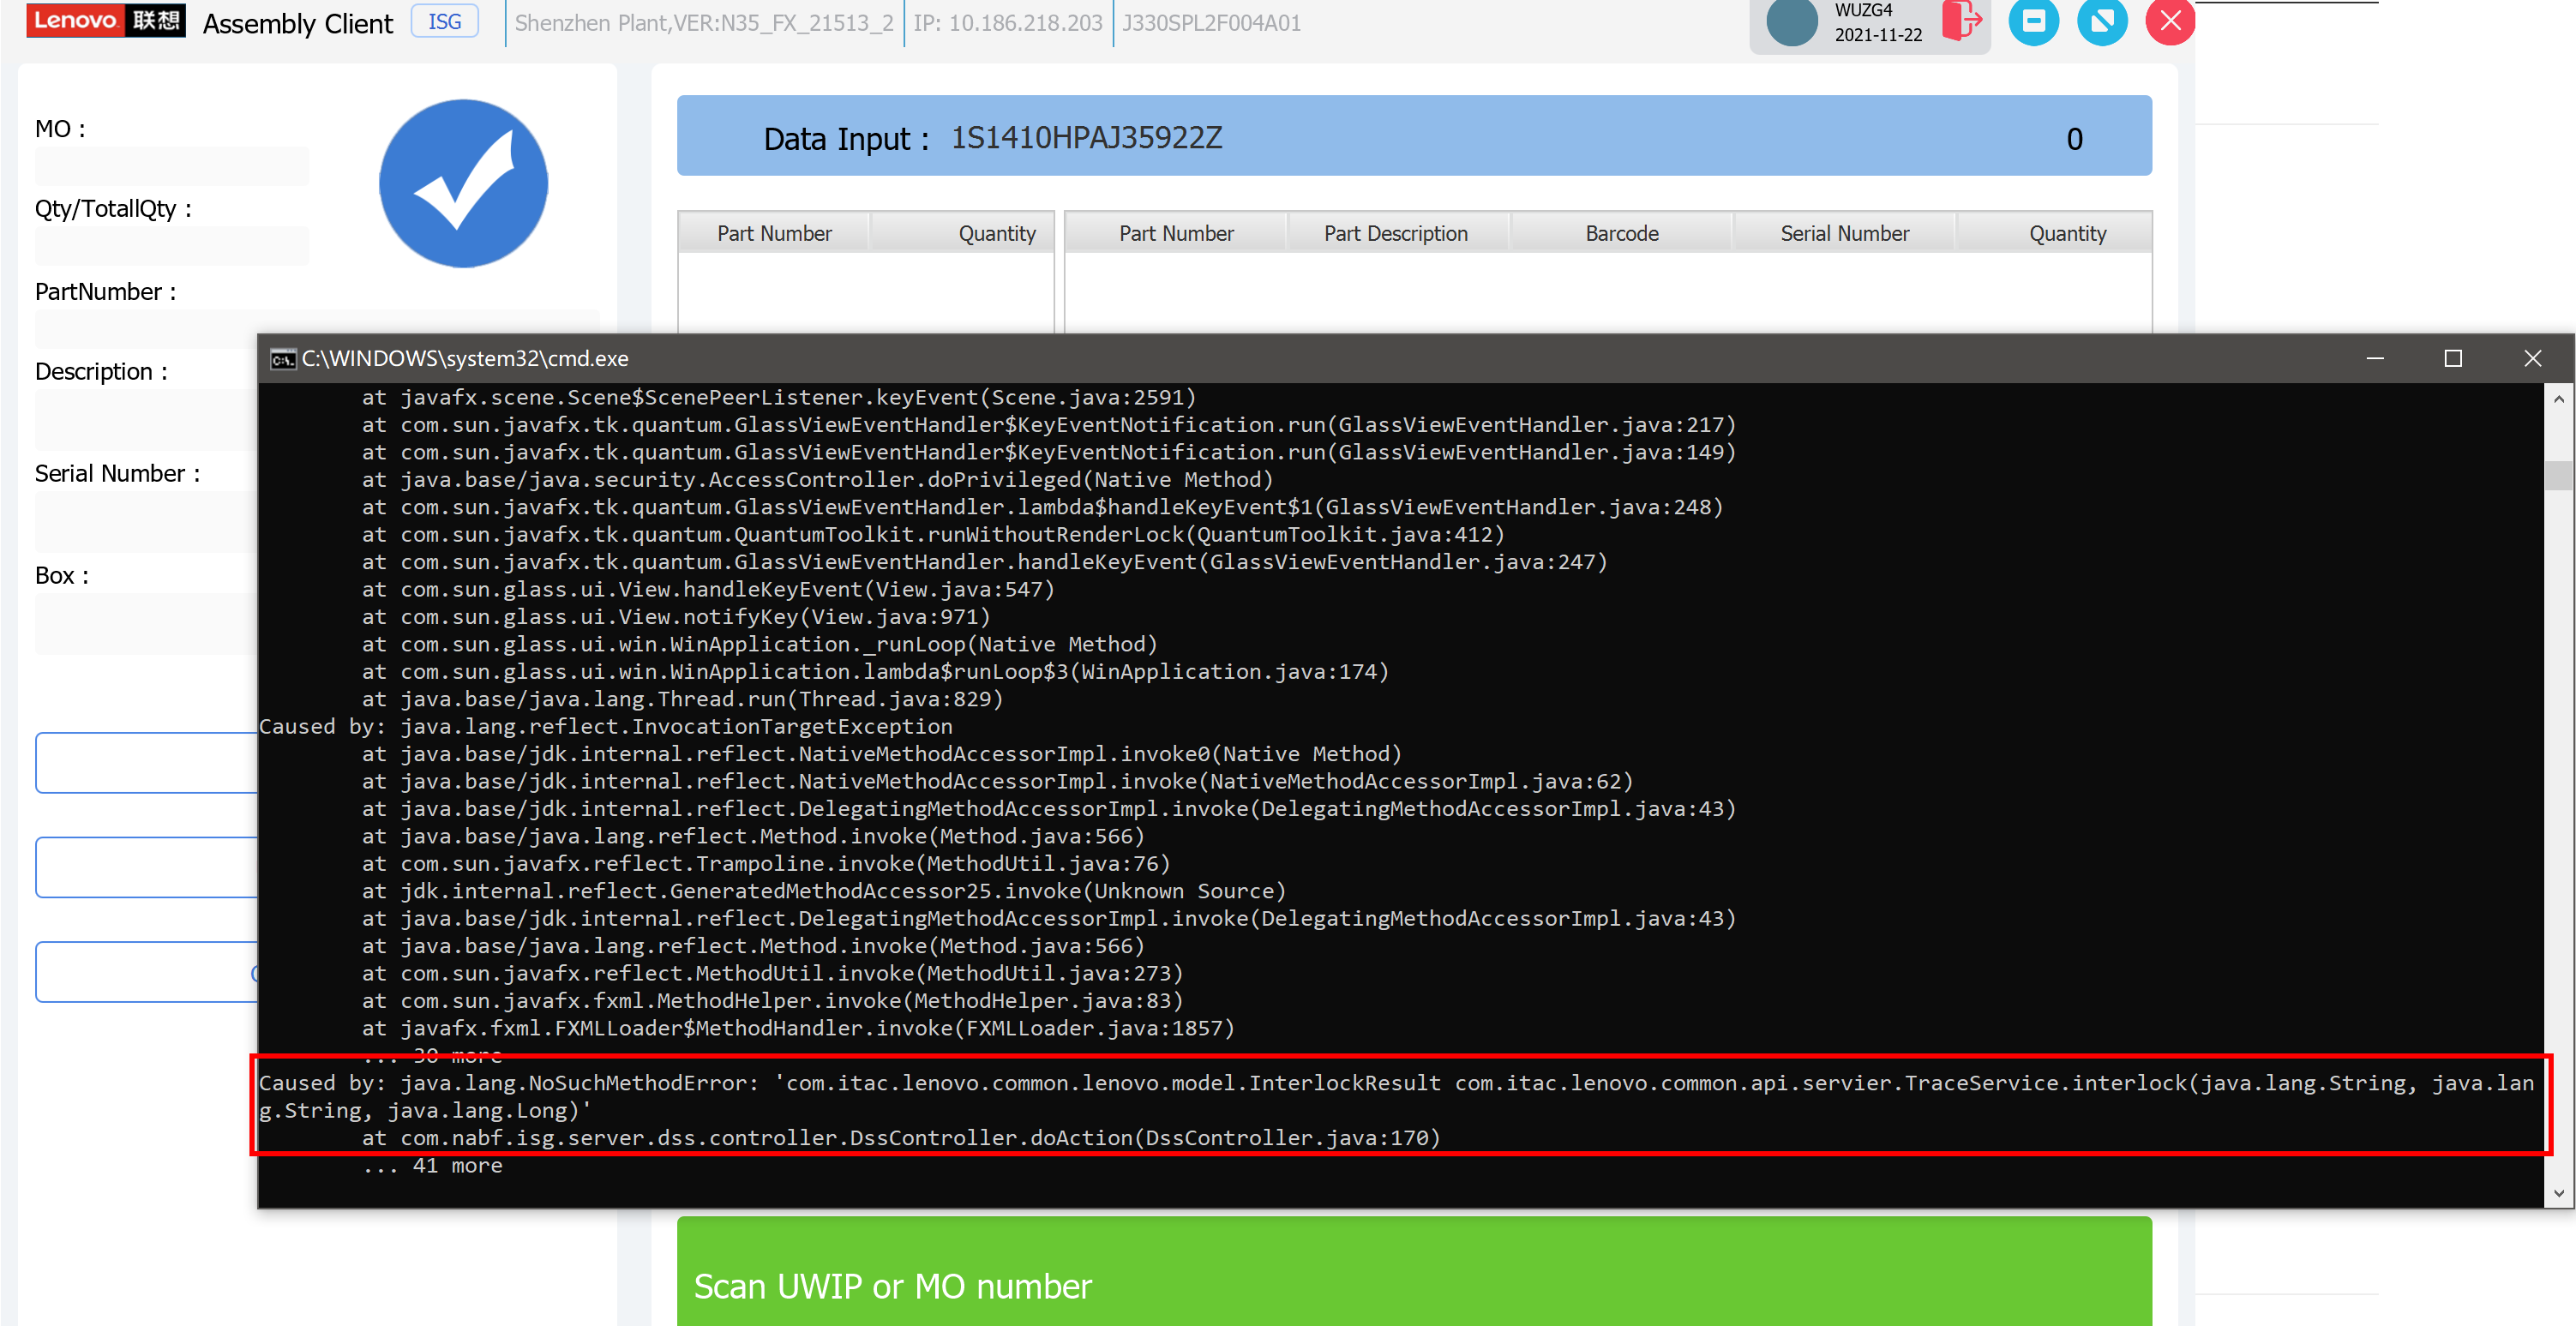 Lenovo 联想 Assembly Client ISG Shenzhen Plant,VER:N35_FX_21513_2 IP: 10.186.218.203 J330SPL2F004A01
WUZG4
2021-11-22
MO :
Qty/TotallQty :
PartNumber :
Description :
Serial Number :
Box :
Data Input : 1S1410HPAJ35922Z 0
Part Number Quantity Part Number Part Description Barcode Serial Number Quantity
C:\WINDOWS\system32\cmd.exe
at javafx.scene.Scene$ScenePeerListener.keyEvent(Scene.java:2591)
at com.sun.javafx.tk.quantum.GlassViewEventHandler$KeyEventNotification.run(GlassViewEventHandler.java:217)
at com.sun.javafx.tk.quantum.GlassViewEventHandler$KeyEventNotification.run(GlassViewEventHandler.java:149)
at java.base/java.security.AccessController.doPrivileged(Native Method)
at com.sun.javafx.tk.quantum.GlassViewEventHandler.lambda$handleKeyEvent$1(GlassViewEventHandler.java:248)
at com.sun.javafx.tk.quantum.QuantumToolkit.runWithoutRenderLock(QuantumToolkit.java:412)
at com.sun.javafx.tk.quantum.GlassViewEventHandler.handleKeyEvent(GlassViewEventHandler.java:247)
at com.sun.glass.ui.View.handleKeyEvent(View.java:547)
at com.sun.glass.ui.View.notifyKey(View.java:971)
at com.sun.glass.ui.win.WinApplication._runLoop(Native Method)
at com.sun.glass.ui.win.WinApplication.lambda$runLoop$3(WinApplication.java:174)
at java.base/java.lang.Thread.run(Thread.java:829)
Caused by: java.lang.reflect.InvocationTargetException
at java.base/jdk.internal.reflect.NativeMethodAccessorImpl.invoke0(Native Method)
at java.base/jdk.internal.reflect.NativeMethodAccessorImpl.invoke(NativeMethodAccessorImpl.java:62)
at java.base/jdk.internal.reflect.DelegatingMethodAccessorImpl.invoke(DelegatingMethodAccessorImpl.java:43)
at java.base/java.lang.reflect.Method.invoke(Method.java:566)
at com.sun.javafx.reflect.Trampoline.invoke(MethodUtil.java:76)
at jdk.internal.reflect.GeneratedMethodAccessor25.invoke(Unknown Source)
at java.base/jdk.internal.reflect.DelegatingMethodAccessorImpl.invoke(DelegatingMethodAccessorImpl.java:43)
at java.base/java.lang.reflect.Method.invoke(Method.java:566)
at com.sun.javafx.reflect.MethodUtil.invoke(MethodUtil.java:273)
at com.sun.javafx.fxml.MethodHelper.invoke(MethodHelper.java:83)
at javafx.fxml.FXMLLoader$MethodHandler.invoke(FXMLLoader.java:1857)
... 30 more
Caused by: java.lang.NoSuchMethodError: 'com.itac.lenovo.common.lenovo.model.InterlockResult com.itac.lenovo.common.api.servier.TraceService.interlock(java.lang.String, java.lan
g.String, java.lang.Long)'
at com.nabf.isg.server.dss.controller.DssController.doAction(DssController.java:170)
... 41 more
Scan UWIP or MO number